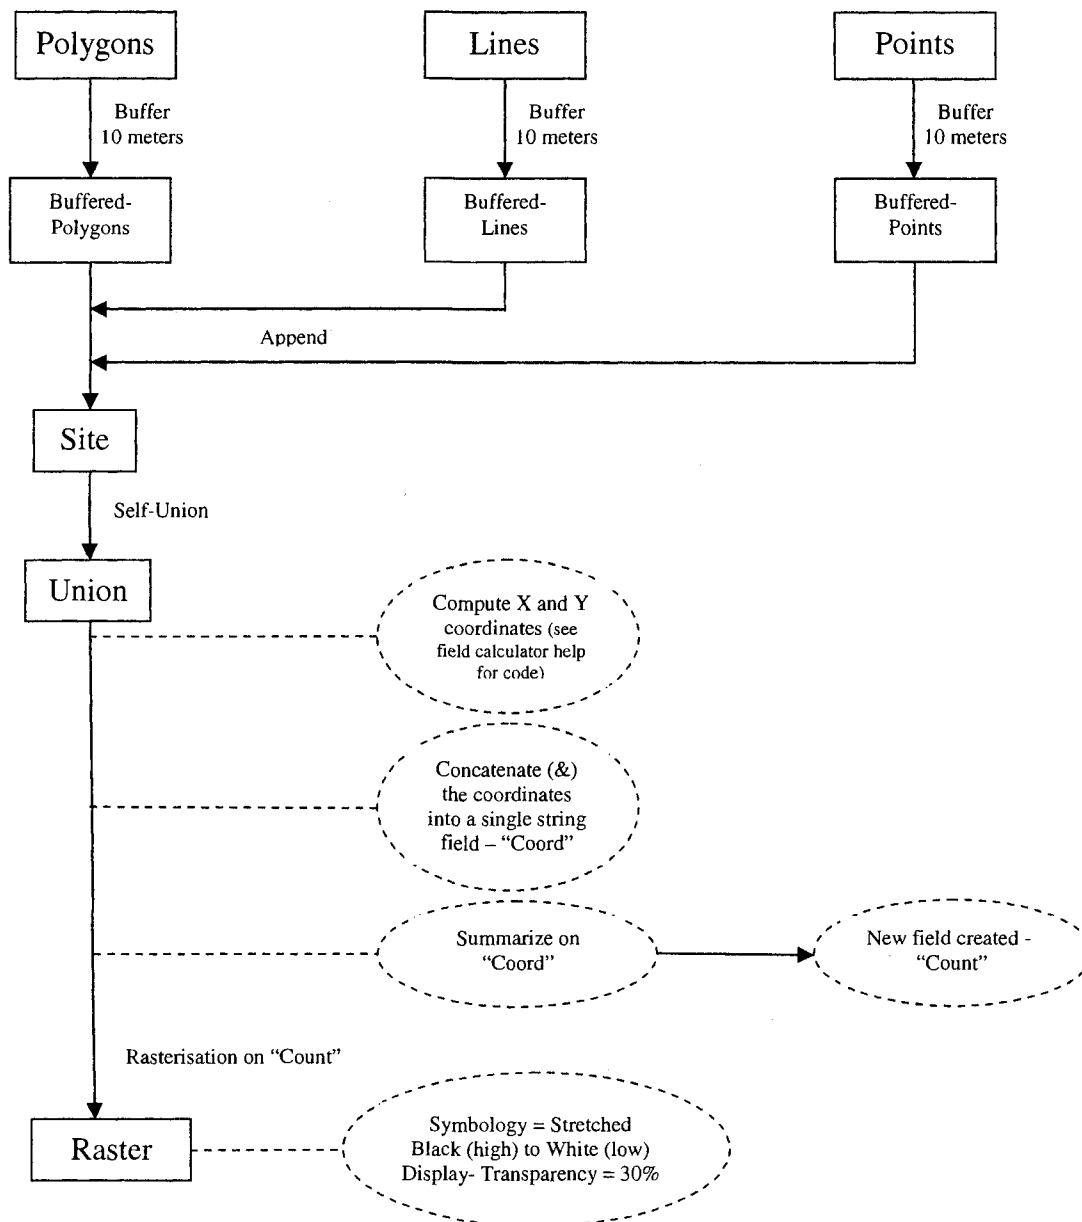 Polygons
Lines
Points
Buffer
10 meters
Buffer
10 meters
Buffer
10 meters
Buffered-
Polygons
Buffered-
Lines
Buffered-
Points
Append
Site
Self-Union
Union
Compute X and Y
coordinates (see
field calculator help
for code)
Concatenate (&)
the coordinates
into a single string
field – “Coord”
Summarize on
“Coord”
New field created -
“Count”
Rasterisation on “Count”
Raster
Symbology = Stretched
Black (high) to White (low)
Display- Transparency = 30%